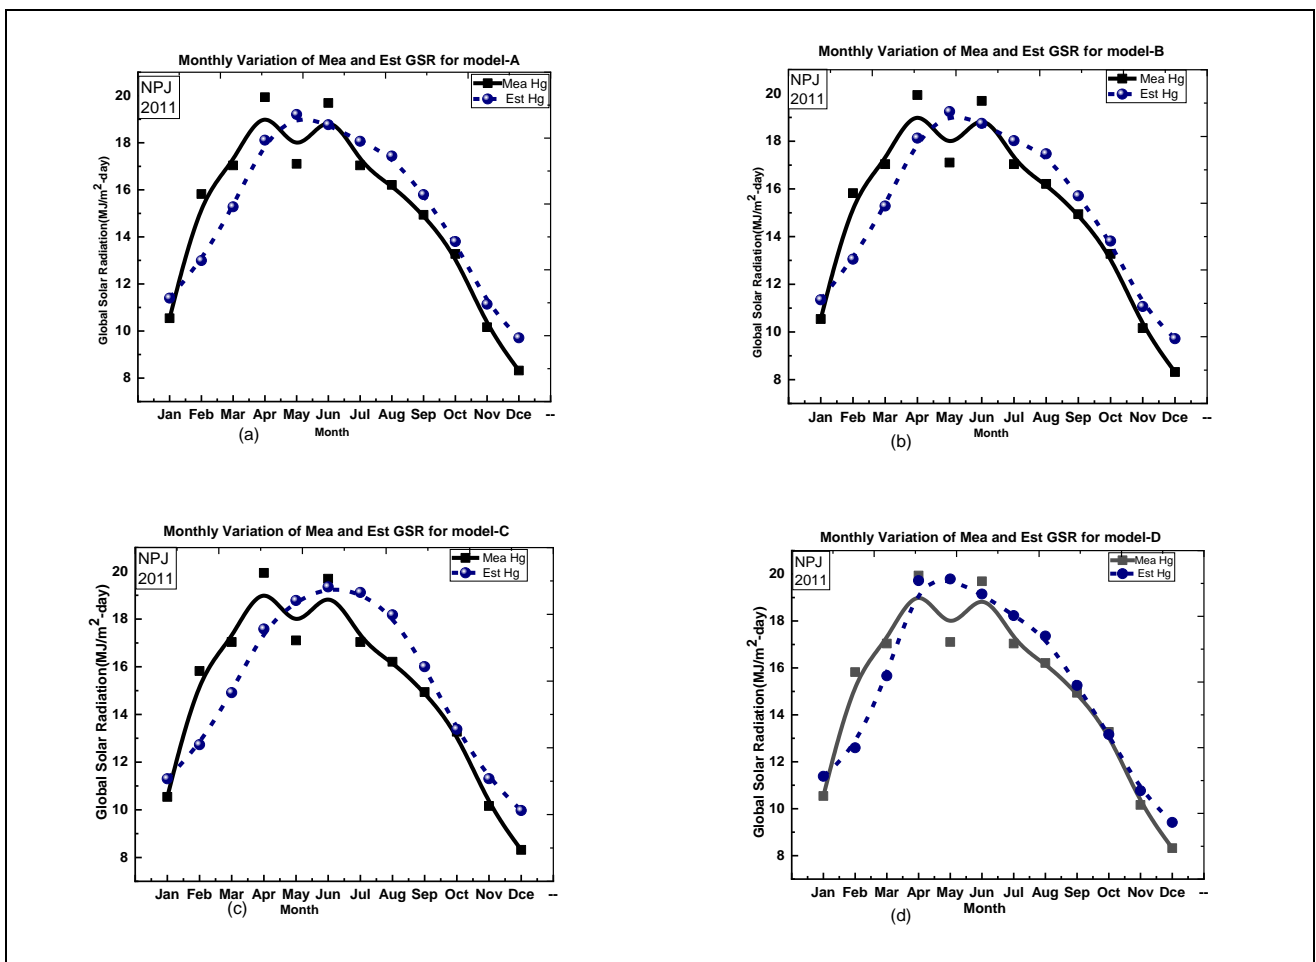 Monthly Variation of Mea and Est GSR for model-A
NPJ
2011
Mea Hg
Est Hg
Global Solar Radiation(MJ/m²-day)
20
18
16
14
12
10
8
Jan Feb Mar Apr May Jun Jul Aug Sep Oct Nov Dce --
Month
(a)
Monthly Variation of Mea and Est GSR for model-B
NPJ
2011
Mea Hg
Est Hg
Global Solar Radiation(MJ/m²-day)
20
18
16
14
12
10
8
Jan Feb Mar Apr May Jun Jul Aug Sep Oct Nov Dce --
Month
(b)
Monthly Variation of Mea and Est GSR for model-C
NPJ
2011
Mea Hg
Est Hg
Global Solar Radiation(MJ/m²-day)
20
18
16
14
12
10
8
Jan Feb Mar Apr May Jun Jul Aug Sep Oct Nov Dce --
Month
(c)
Monthly Variation of Mea and Est GSR for model-D
NPJ
2011
Mea Hg
Est Hg
Global Solar Radiation(MJ/m²-day)
20
18
16
14
12
10
8
Jan Feb Mar Apr May Jun Jul Aug Sep Oct Nov Dce --
Month
(d)